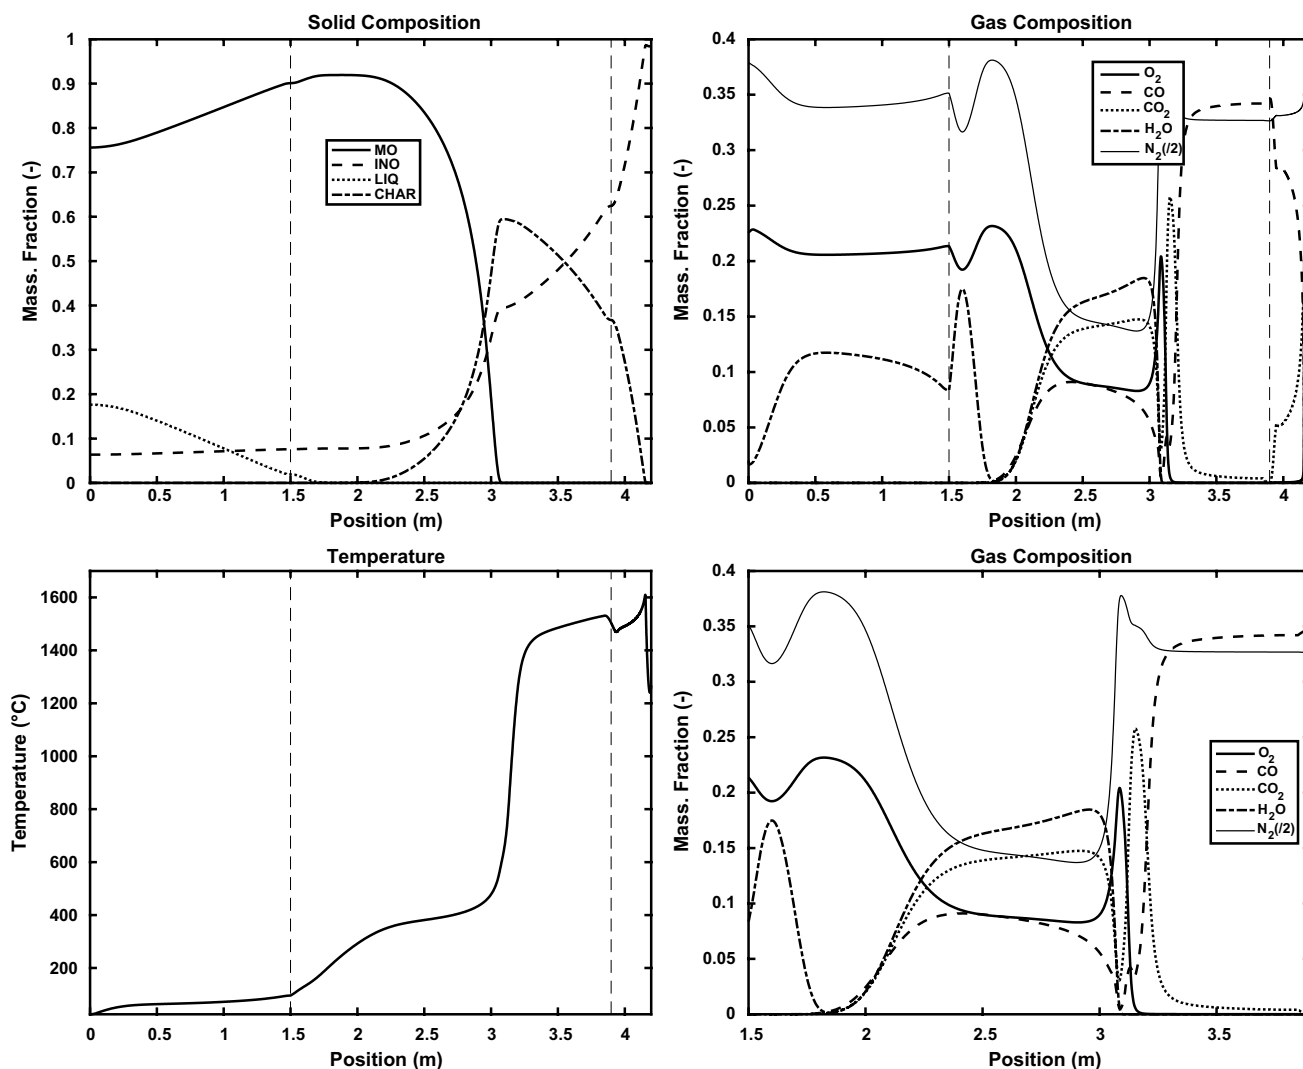 Solid Composition
1
0.9
0.8
0.7
0.6
0.5
0.4
0.3
0.2
0.1
0
Mass. Fraction (-)
MO
INO
LIQ
CHAR
0 0.5 1 1.5 2 2.5 3 3.5 4
Position (m)
Gas Composition
0.4
0.35
0.3
0.25
0.2
0.15
0.1
0.05
0
Mass. Fraction (-)
O2
CO
CO2
H2O
N2(/2)
0 0.5 1 1.5 2 2.5 3 3.5 4
Position (m)
Temperature
1600
1400
1200
1000
800
600
400
200
Temperature (°C)
0 0.5 1 1.5 2 2.5 3 3.5 4
Position (m)
Gas Composition
0.4
0.35
0.3
0.25
0.2
0.15
0.1
0.05
0
Mass. Fraction (-)
O2
CO
CO2
H2O
N2(/2)
1.5 2 2.5 3 3.5
Position (m)